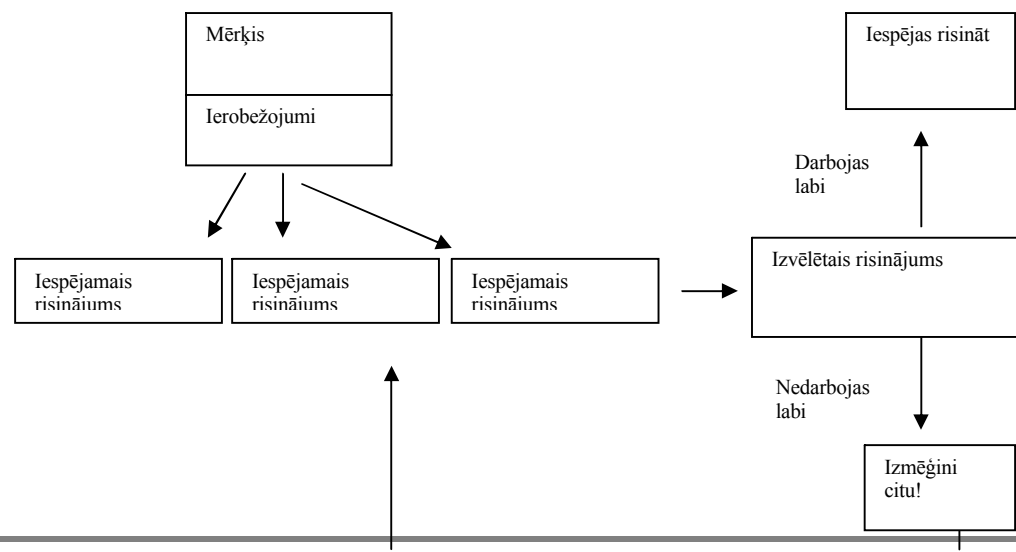 Mērķis
Ierobežojumi
Iespējas risināt
Darbojas
labi
Iespējamais
risinājums
Iespējamais
risinājums
Iespējamais
risinājums
Izvēlētais risinājums
Nedarbojas
labi
Izmēģini
citu!